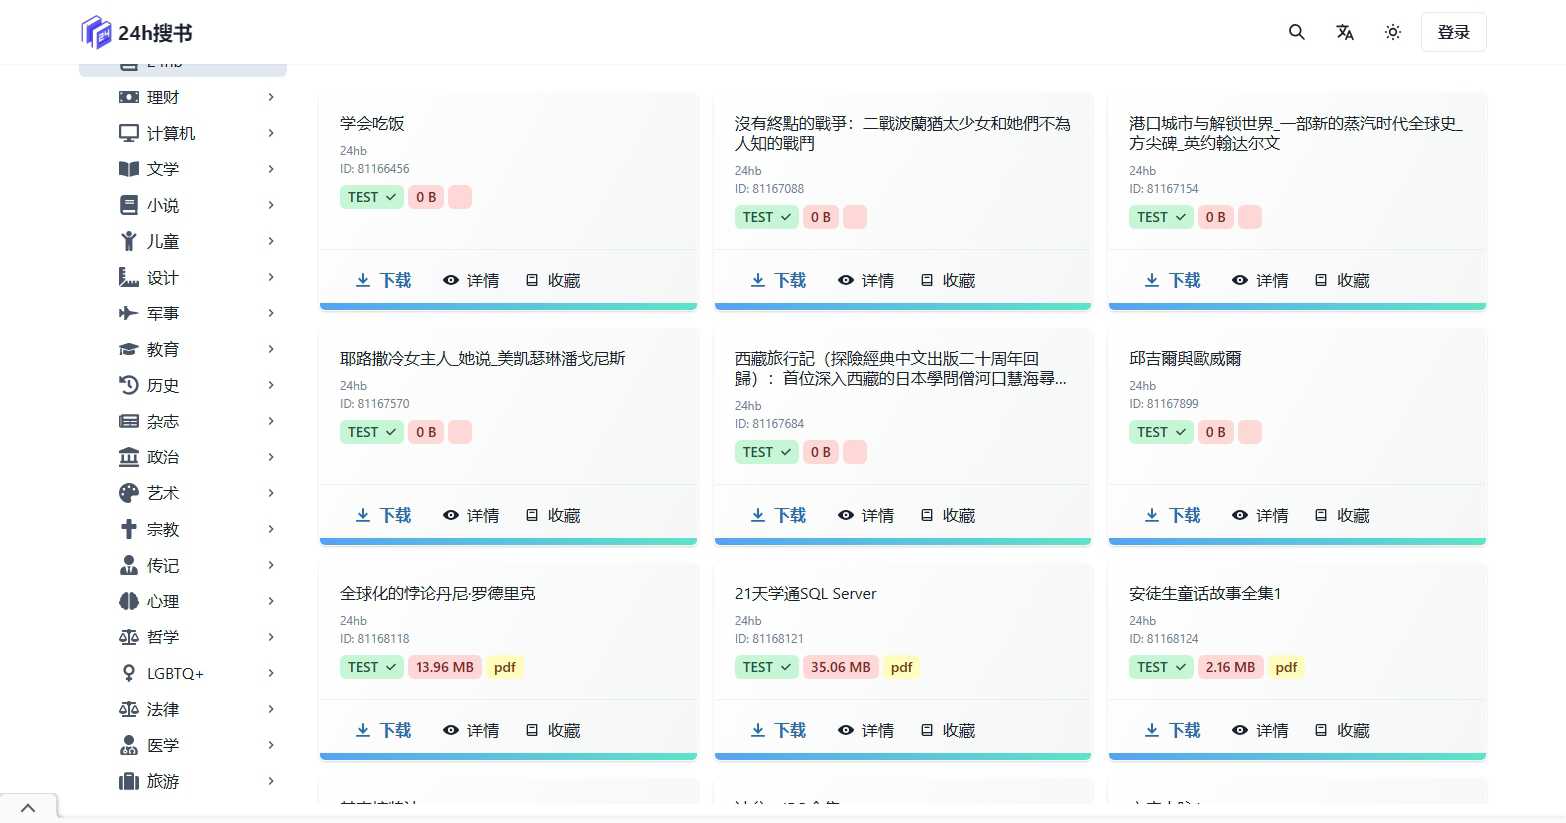 24h搜书
登录
理财
计算机
文学
小说
儿童
设计
军事
教育
历史
杂志
政治
艺术
宗教
传记
心理
哲学
LGBTQ+
法律
医学
旅游
学会吃饭
24hb
ID: 81166456
TEST 0 B
下载 详情 收藏
沒有終點的戰爭：二戰波蘭猶太少女和她們不為
人知的戰鬥
24hb
ID: 81167088
TEST 0 B
下载 详情 收藏
港口城市与解锁世界_一部新的蒸汽时代全球史_
方尖碑_英约翰达尔文
24hb
ID: 81167154
TEST 0 B
下载 详情 收藏
耶路撒冷女主人_她说_美凯瑟琳潘戈尼斯
24hb
ID: 81167570
TEST 0 B
下载 详情 收藏
西藏旅行記（探險經典中文出版二十周年回
歸）：首位深入西藏的日本學問僧河口慧海尋...
24hb
ID: 81167684
TEST 0 B
下载 详情 收藏
邱吉爾與歐威爾
24hb
ID: 81167899
TEST 0 B
下载 详情 收藏
全球化的悖论丹尼·罗德里克
24hb
ID: 81168118
TEST 13.96 MB pdf
下载 详情 收藏
21天学通SQL Server
24hb
ID: 81168121
TEST 35.06 MB pdf
下载 详情 收藏
安徒生童话故事全集1
24hb
ID: 81168124
TEST 2.16 MB pdf
下载 详情 收藏